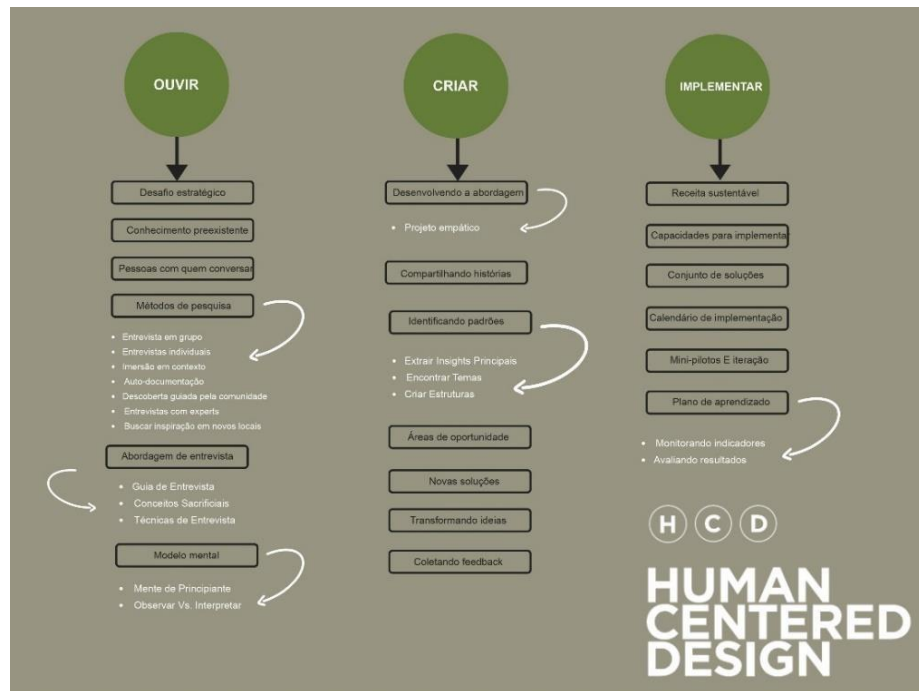 OUVIR
Desafio estratégico
Conhecimento preexistente
Pessoas com quem conversar
Métodos de pesquisa
• Entrevista em grupo
• Entrevistas individuais
• Imersão em contexto
• Auto-documentação
• Descoberta guiada pela comunidade
• Entrevistas com experts
• Buscar inspiração em novos locais
Abordagem de entrevista
• Guia de Entrevista
• Conceitos Sacrificiais
• Técnicas de Entrevista
Modelo mental
• Mente de Principiante
• Observar Vs. Interpretar
CRIAR
Desenvolvendo a abordagem
• Projeto empático
Compartilhando histórias
Identificando padrões
• Extrair Insights Principais
• Encontrar Temas
• Criar Estruturas
Áreas de oportunidade
Novas soluções
Transformando ideias
Coletando feedback
IMPLEMENTAR
Receita sustentável
Capacidades para implementar
Conjunto de soluções
Calendário de implementação
Mini-pilotos E iteração
Plano de aprendizado
• Monitorando indicadores
• Avaliando resultados
H C D
HUMAN
CENTERED
DESIGN